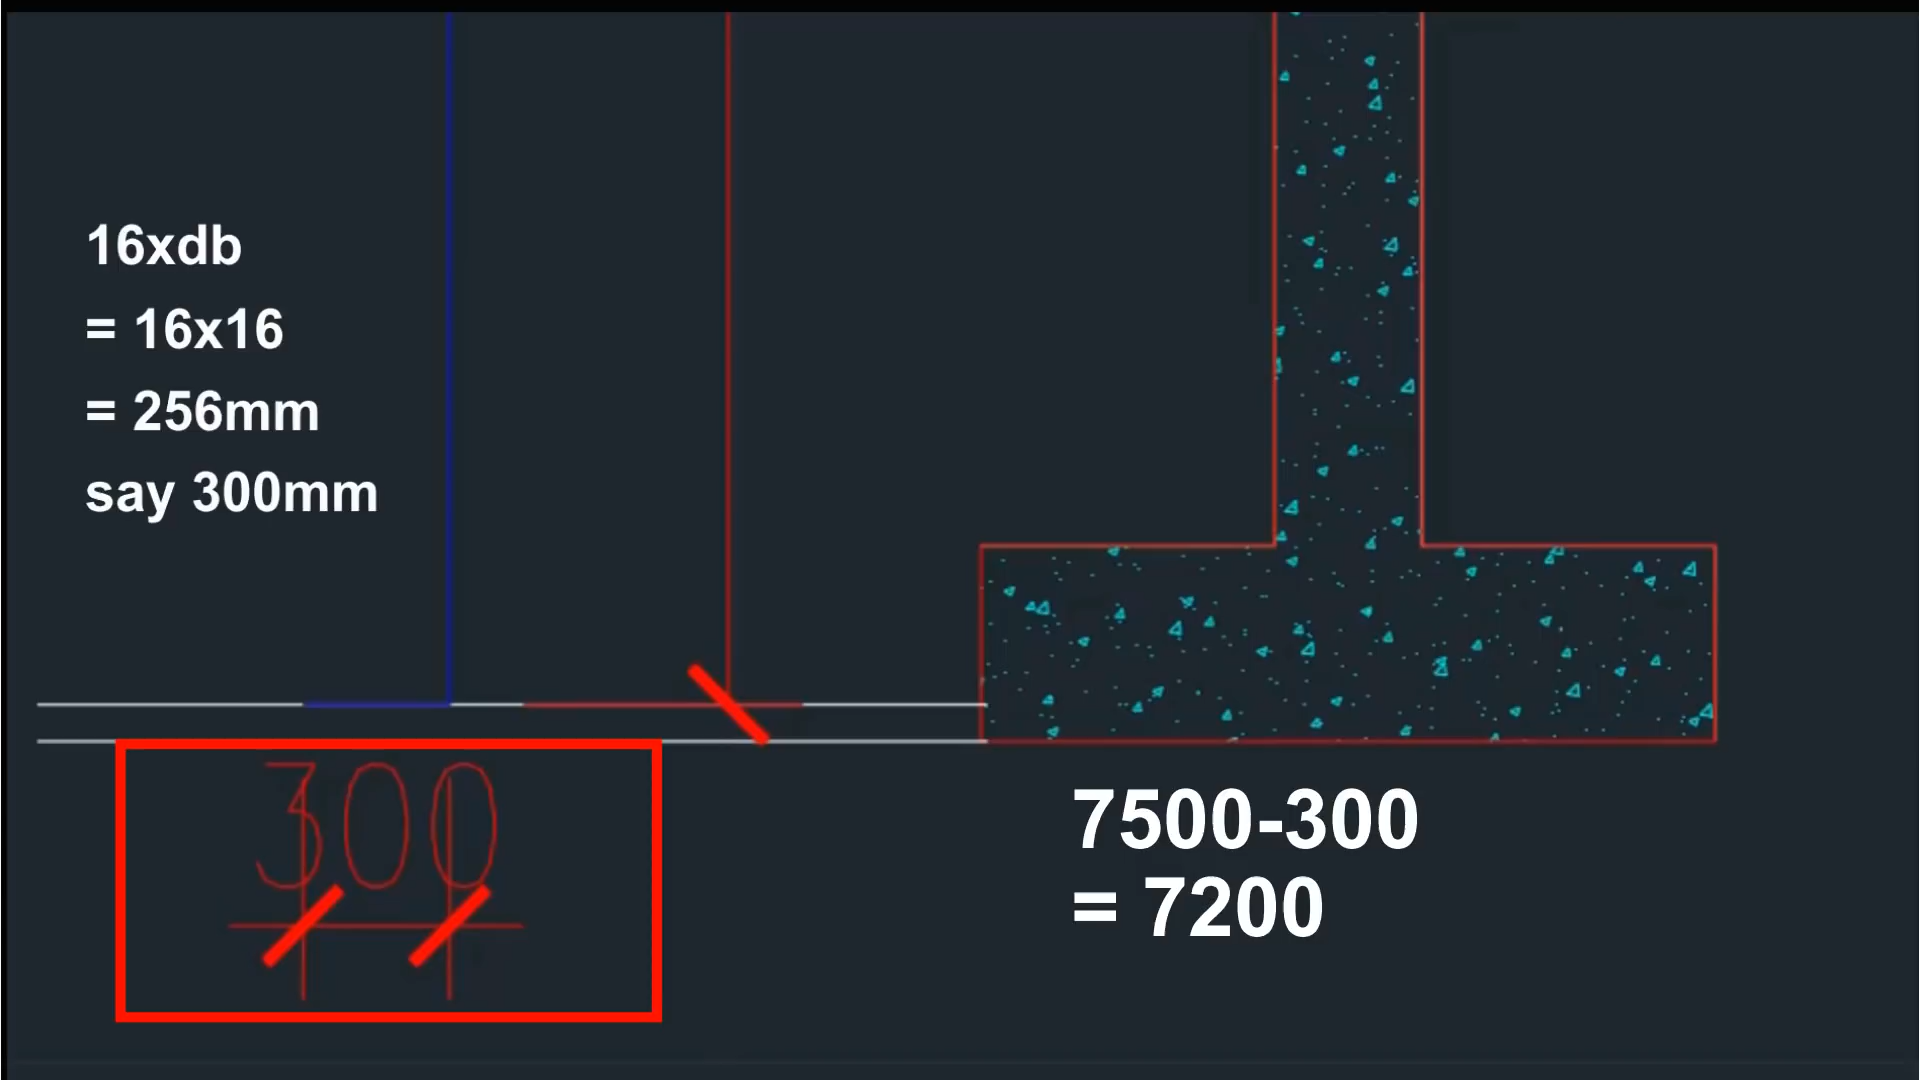 16xdb
= 16x16
= 256mm
say 300mm
300
7500-300
= 7200